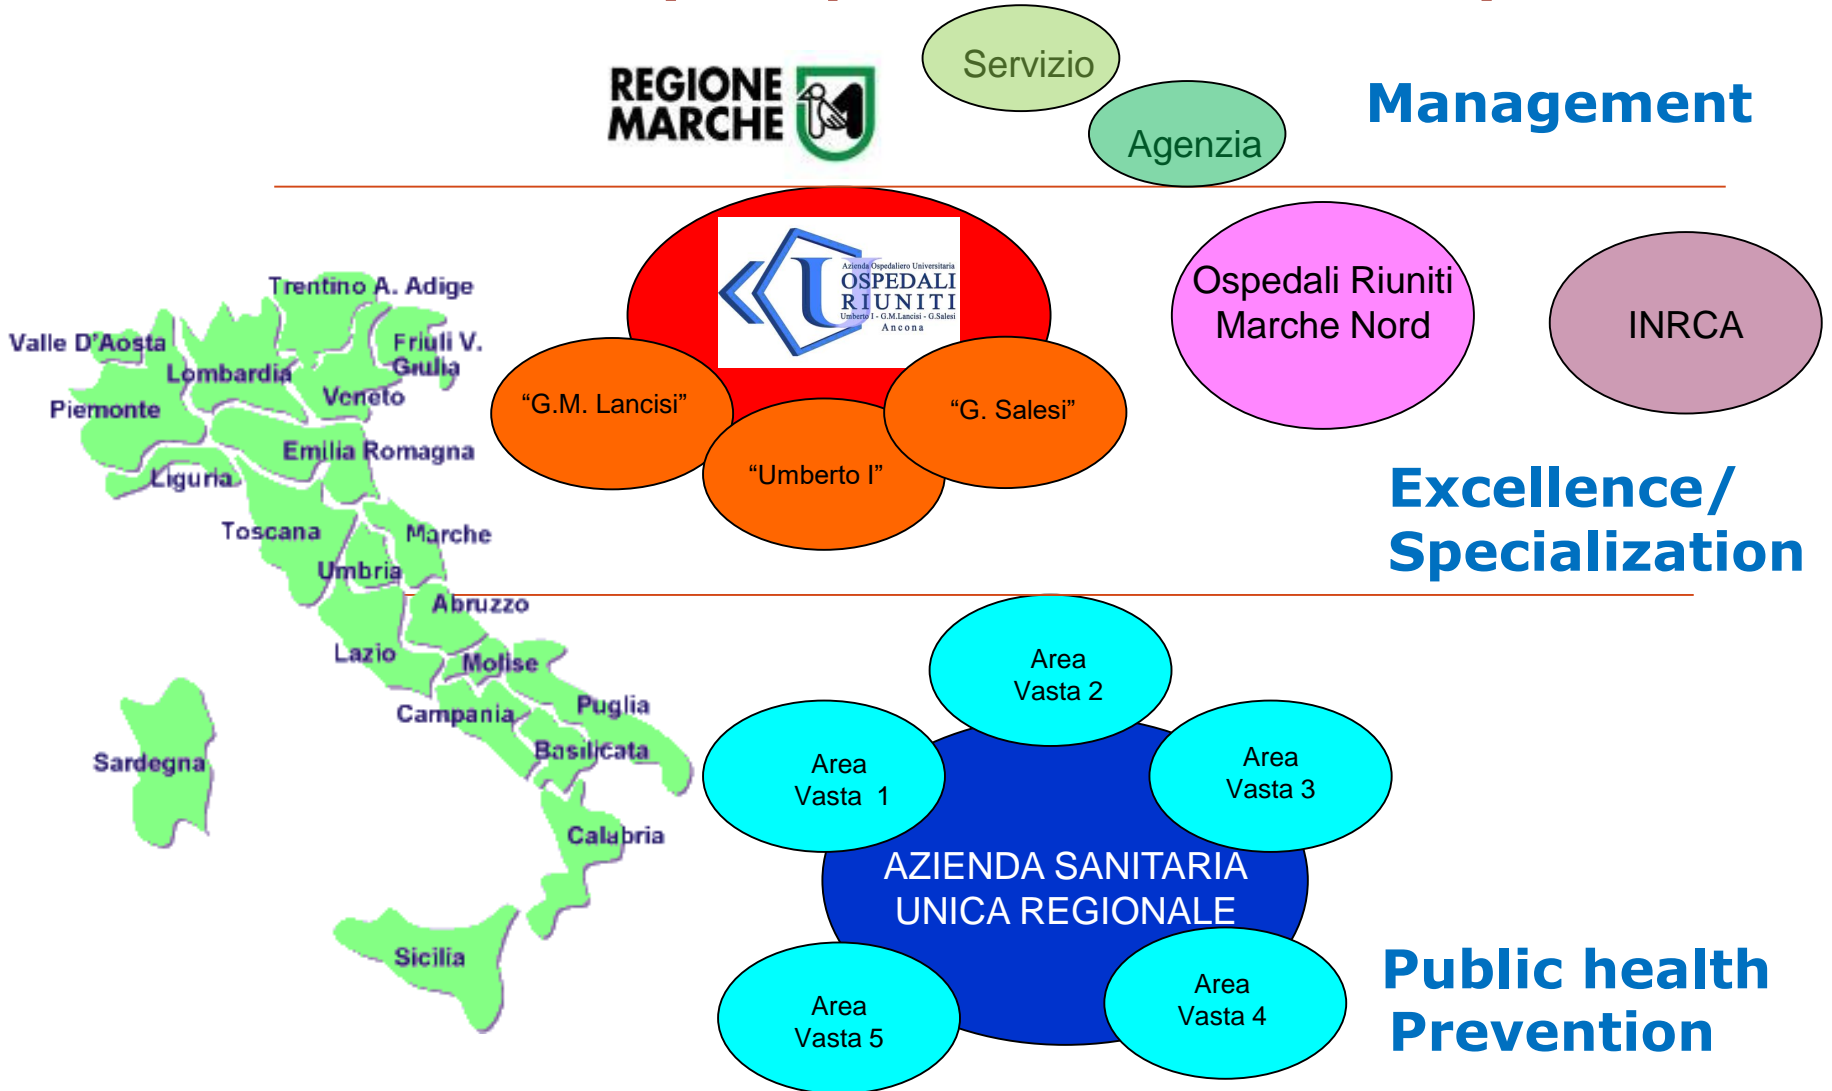 REGIONE
MARCHE
Servizio
Agenzia
Management
Azienda Ospedaliero Universitaria
OSPEDALI
RIUNITI
Umberto I - G.M.Lancisi - G.Salesi
Ancona
“G.M. Lancisi”
“Umberto I”
“G. Salesi”
Ospedali Riuniti
Marche Nord
INRCA
Excellence/
Specialization
Trentino A. Adige
Valle D'Aosta
Friuli V.
Giulia
Lombardia
Veneto
Piemonte
Emilia Romagna
Liguria
Toscana
Marche
Umbria
Abruzzo
Lazio
Molise
Campania
Puglia
Basilicata
Sardegna
Calabria
Sicilia
Area
Vasta 2
Area
Vasta 1
Area
Vasta 3
AZIENDA SANITARIA
UNICA REGIONALE
Area
Vasta 5
Area
Vasta 4
Public health
Prevention